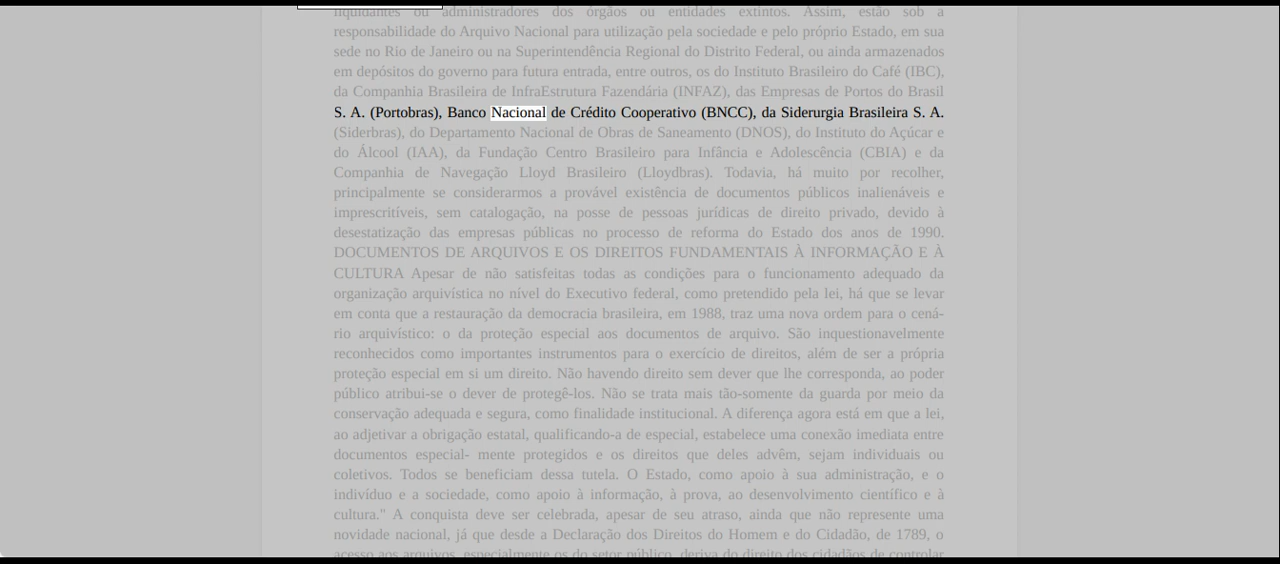 liquidantes ou administradores dos órgãos ou entidades extintos. Assim, estão sob a
responsabilidade do Arquivo Nacional para utilização pela sociedade e pelo próprio Estado, em sua
sede no Rio de Janeiro ou na Superintendência Regional do Distrito Federal, ou ainda armazenados
em depósitos do governo para futura entrada, entre outros, os do Instituto Brasileiro do Café (IBC),
da Companhia Brasileira de InfraEstrutura Fazendária (INFAZ), das Empresas de Portos do Brasil
S. A. (Portobras), Banco Nacional de Crédito Cooperativo (BNCC), da Siderurgia Brasileira S. A.
(Siderbras), do Departamento Nacional de Obras de Saneamento (DNOS), do Instituto do Açúcar e
do Álcool (IAA), da Fundação Centro Brasileiro para Infância e Adolescência (CBIA) e da
Companhia de Navegação Lloyd Brasileiro (Lloydbras). Todavia, há muito por recolher,
principalmente se considerarmos a provável existência de documentos públicos inalienáveis e
imprescritíveis, sem catalogação, na posse de pessoas jurídicas de direito privado, devido à
desestatização das empresas públicas no processo de reforma do Estado dos anos de 1990.
DOCUMENTOS DE ARQUIVOS E OS DIREITOS FUNDAMENTAIS À INFORMAÇÃO E À
CULTURA Apesar de não satisfeitas todas as condições para o funcionamento adequado da
organização arquivística no nível do Executivo federal, como pretendido pela lei, há que se levar
em conta que a restauração da democracia brasileira, em 1988, traz uma nova ordem para o cená-
rio arquivístico: o da proteção especial aos documentos de arquivo. São inquestionavelmente
reconhecidos como importantes instrumentos para o exercício de direitos, além de ser a própria
proteção especial em si um direito. Não havendo direito sem dever que lhe corresponda, ao poder
público atribui-se o dever de protegê-los. Não se trata mais tão-somente da guarda por meio da
conservação adequada e segura, como finalidade institucional. A diferença agora está em que a lei,
ao adjetivar a obrigação estatal, qualificando-a de especial, estabelece uma conexão imediata entre
documentos especial- mente protegidos e os direitos que deles advêm, sejam individuais ou
coletivos. Todos se beneficiam dessa tutela. O Estado, como apoio à sua administração, e o
indivíduo e a sociedade, como apoio à informação, à prova, ao desenvolvimento científico e à
cultura." A conquista deve ser celebrada, apesar de seu atraso, ainda que não represente uma
novidade nacional, já que desde a Declaração dos Direitos do Homem e do Cidadão, de 1789, o
acesso aos arquivos, especialmente os do setor público, deriva do direito dos cidadãos de controlar